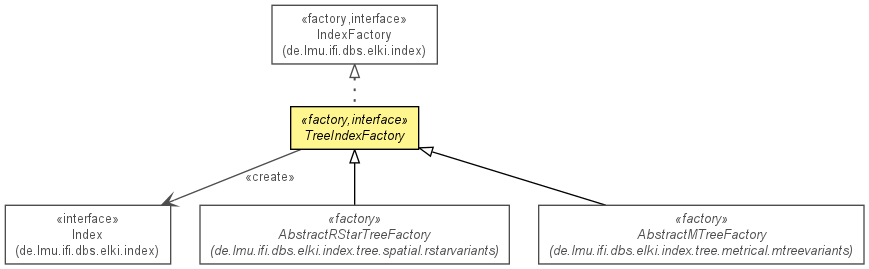 «factory,interface»
IndexFactory
(de.lmu.ifi.dbs.elki.index)
«factory,interface»
TreeIndexFactory
«create»
«interface»
Index
(de.lmu.ifi.dbs.elki.index)
«factory»
AbstractRStarTreeFactory
(de.lmu.ifi.dbs.elki.index.tree.spatial.rstarvariants)
«factory»
AbstractMTreeFactory
(de.lmu.ifi.dbs.elki.index.tree.metrical.mtreevariants)